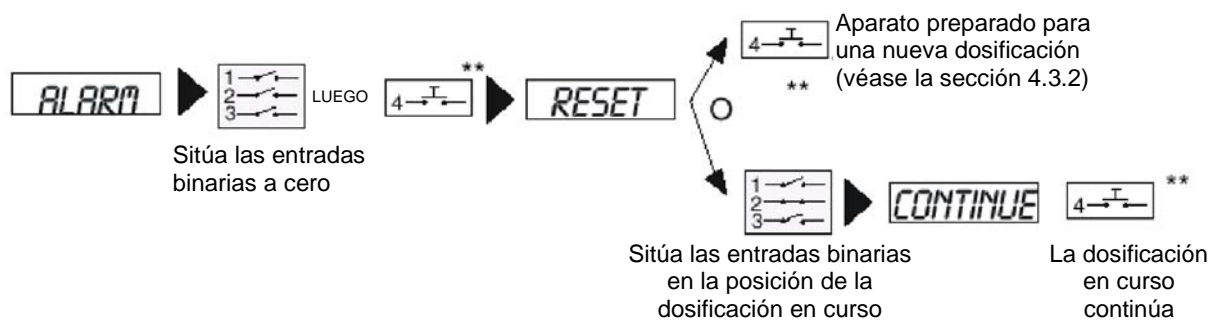 ALARM
1
2
3
LUEGO
4
**
RESET
O
Sitúa las entradas
binarias a cero
4
**
Aparato preparado para
una nueva dosificación
(véase la sección 4.3.2)
1
2
3
CONTINUE
4
**
Sitúa las entradas binarias
en la posición de la
dosificación en curso
La dosificación
en curso
continúa